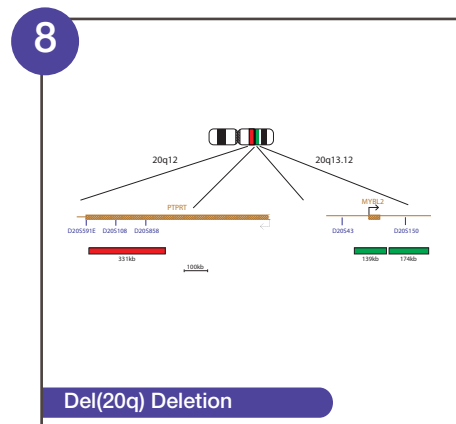 8
20q12 20q13.12
PTPRT MYBL2
D20S591E D20S108 D20S858 D20S43 D20S150
331kb 139kb 174kb
100kb
Del(20q) Deletion